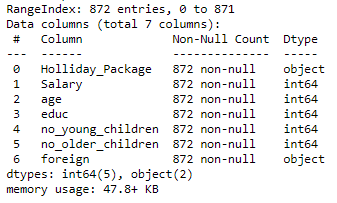 RangeIndex: 872 entries, 0 to 871
Data columns (total 7 columns):
 #   Column             Non-Null Count  Dtype
---  ------             --------------  -----
 0   Holliday_Package   872 non-null    object
 1   Salary             872 non-null    int64
 2   age                872 non-null    int64
 3   educ               872 non-null    int64
 4   no_young_children  872 non-null    int64
 5   no_older_children  872 non-null    int64
 6   foreign            872 non-null    object
dtypes: int64(5), object(2)
memory usage: 47.8+ KB